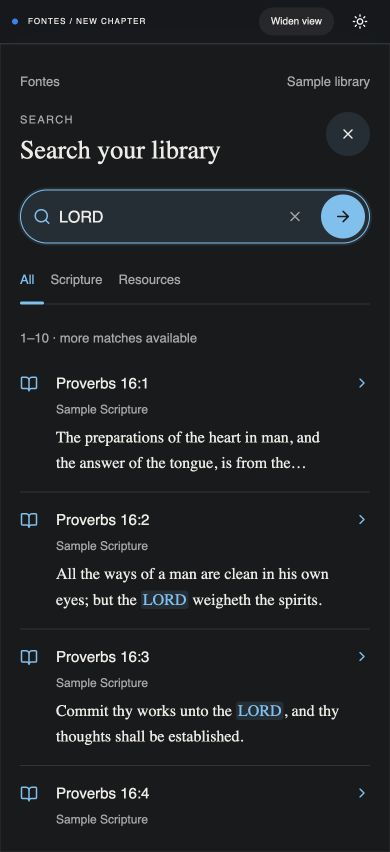 FONTES / NEW CHAPTER
Widen view
Fontes
Sample library
SEARCH
Search your library
LORD
All
Scripture
Resources
1–10 · more matches available
Proverbs 16:1
Sample Scripture
The preparations of the heart in man, and
the answer of the tongue, is from the…
Proverbs 16:2
Sample Scripture
All the ways of a man are clean in his own
eyes; but the LORD weigheth the spirits.
Proverbs 16:3
Sample Scripture
Commit thy works unto the LORD, and thy
thoughts shall be established.
Proverbs 16:4
Sample Scripture